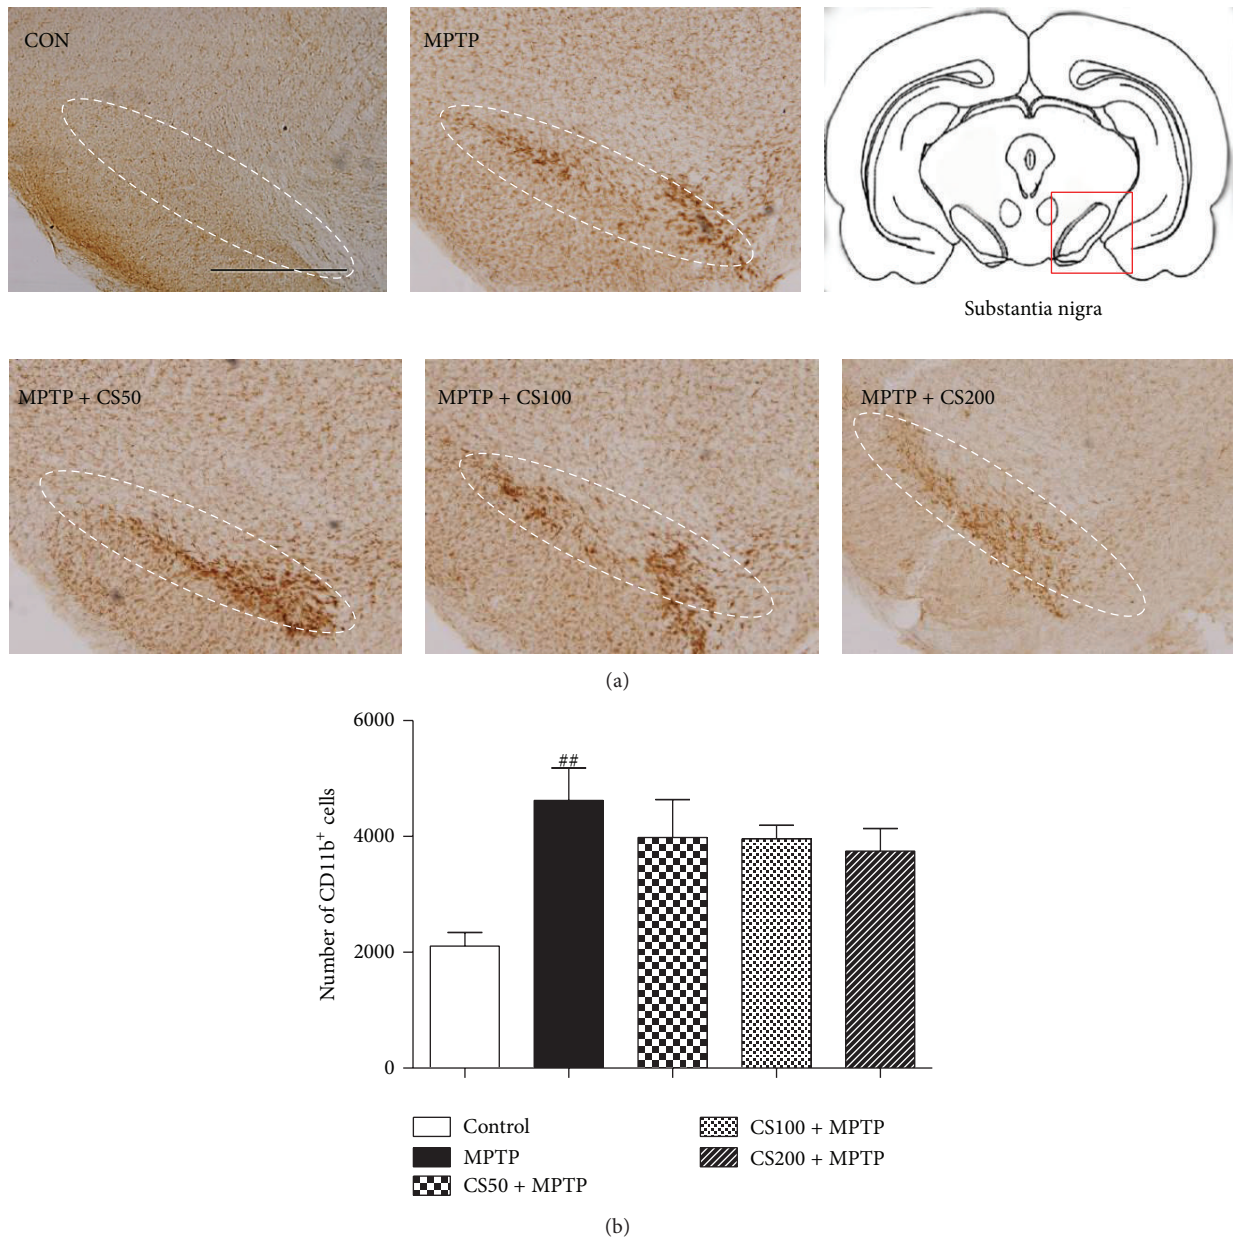 CON
MPTP
Substantia nigra
MPTP + CS50
MPTP + CS100
MPTP + CS200
(a)
6000
4000
2000
0
Number of CD11b⁺ cells
##
Control
MPTP
CS50 + MPTP
CS100 + MPTP
CS200 + MPTP
(b)